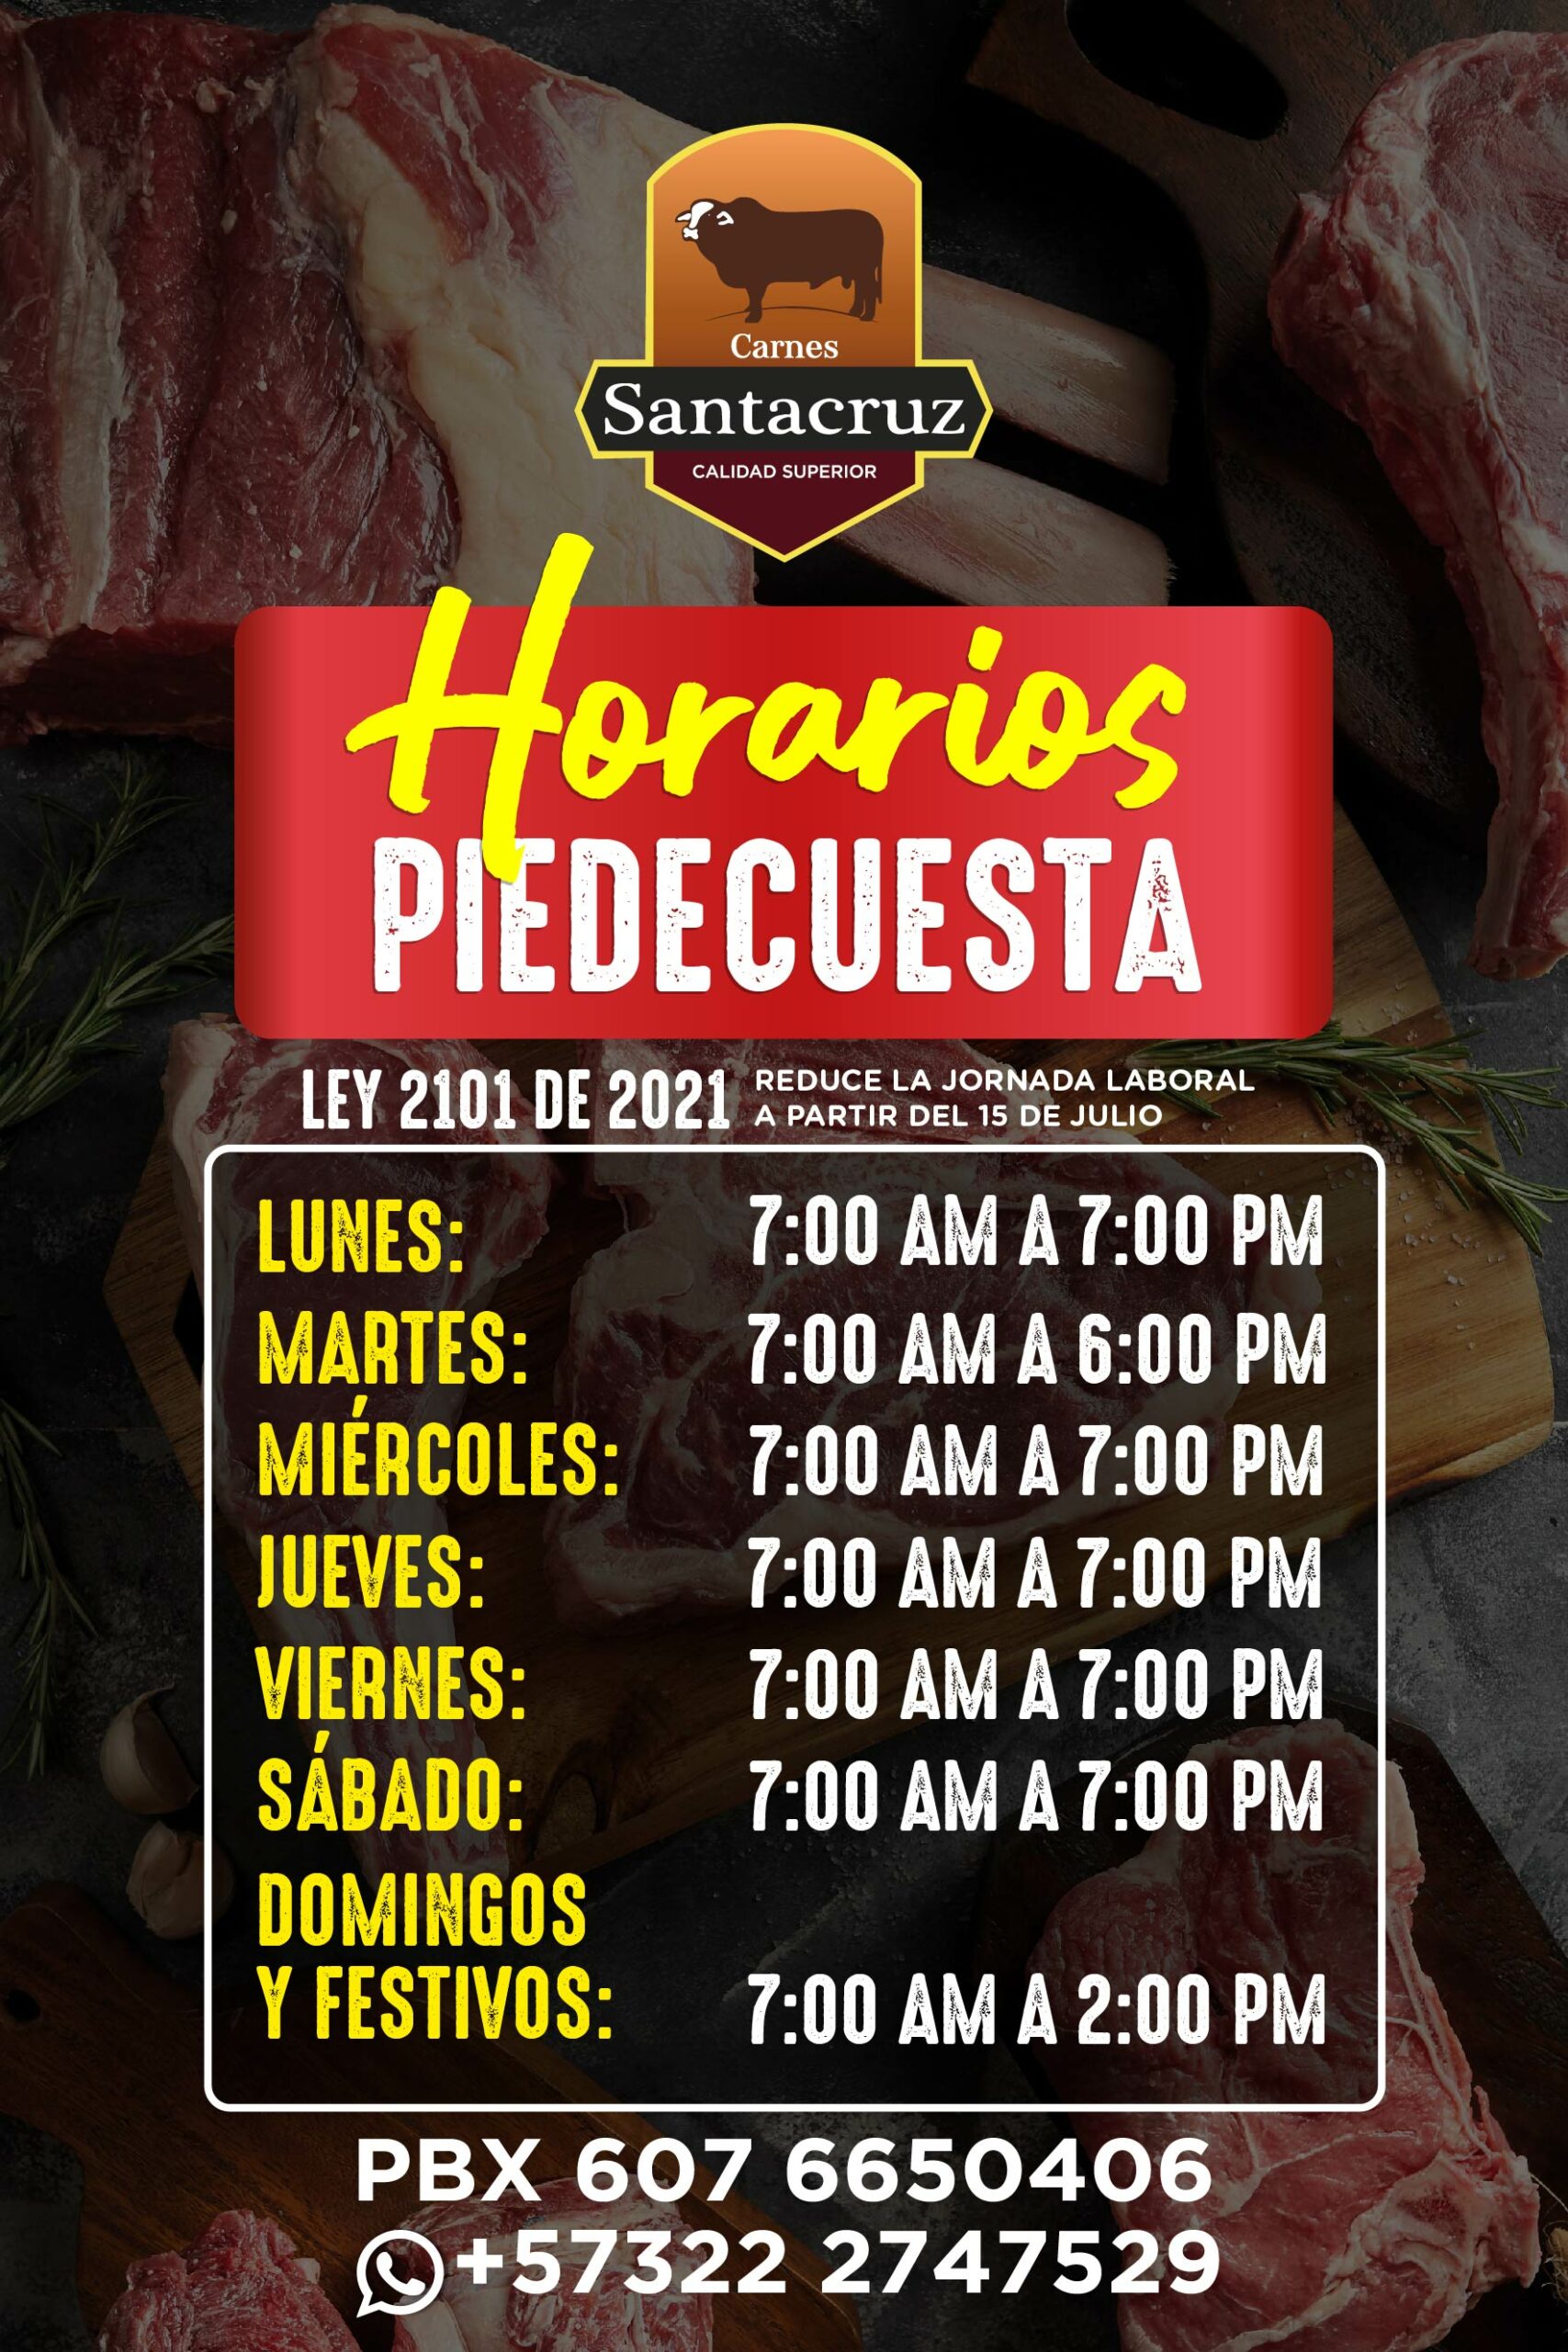 Carnes
Santacruz
CALIDAD SUPERIOR
Horarios
PIEDECUESTA
LEY 2101 DE 2021 REDUCE LA JORNADA LABORAL
A PARTIR DEL 15 DE JULIO
LUNES: 7:00 AM A 7:00 PM
MARTES: 7:00 AM A 6:00 PM
MIÉRCOLES: 7:00 AM A 7:00 PM
JUEVES: 7:00 AM A 7:00 PM
VIERNES: 7:00 AM A 7:00 PM
SÁBADO: 7:00 AM A 7:00 PM
DOMINGOS
Y FESTIVOS: 7:00 AM A 2:00 PM
PBX 607 6650406
+57322 2747529